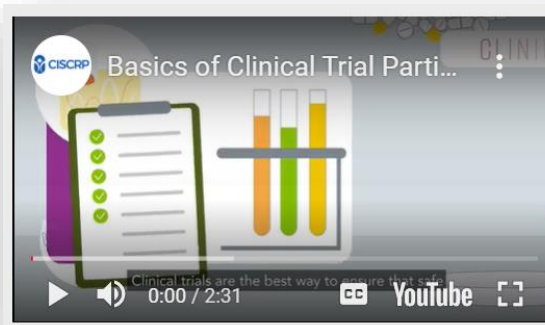 CISCRP Basics of Clinical Trial Parti...
CLINI
Clinical trials are the best way to ensure that safe
0:00 / 2:31 CC YouTube